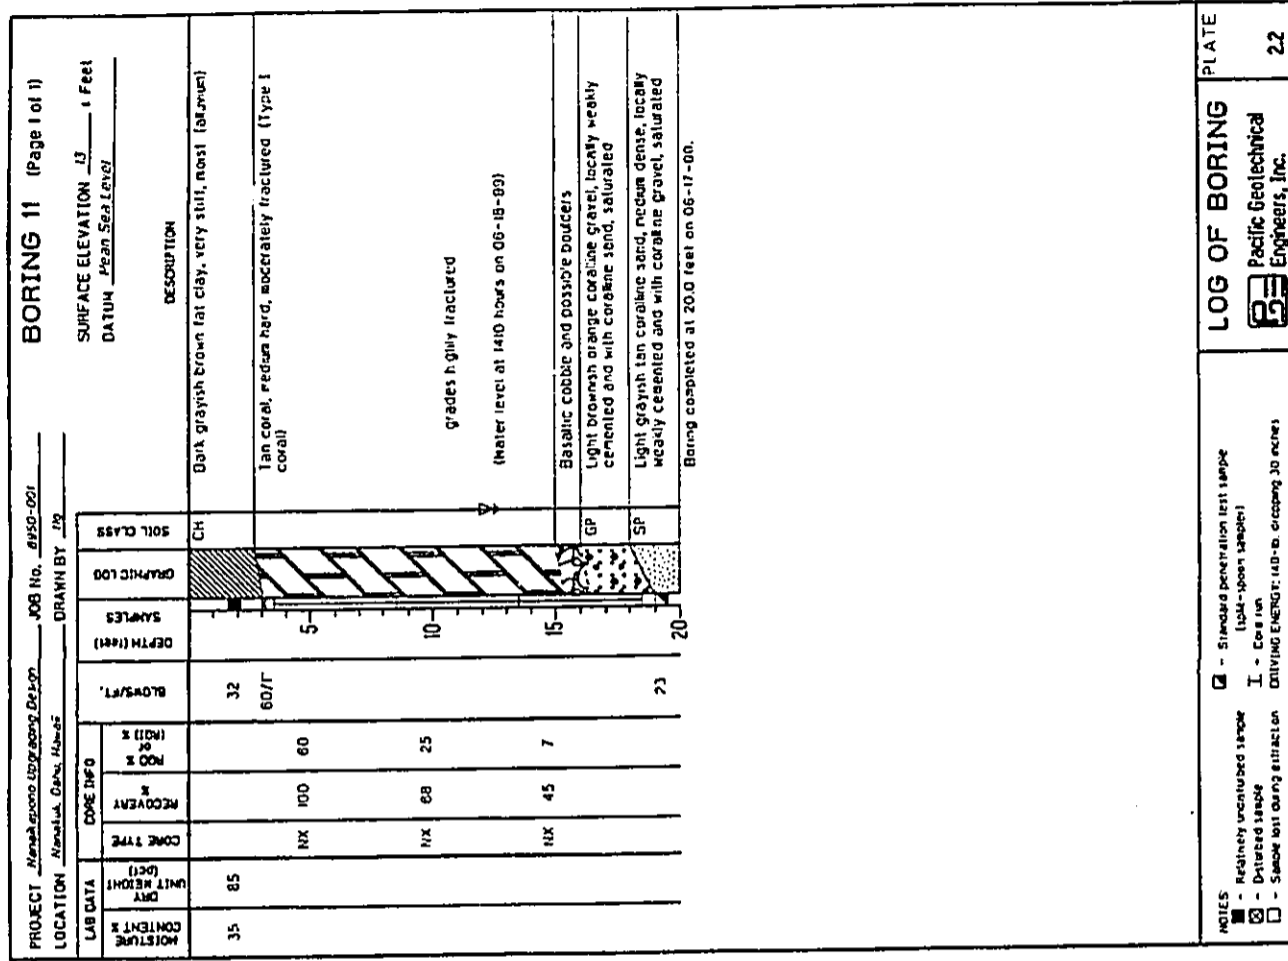 PROJECT Upgrading Design JOB No. 8950-001 BORING 11 (Page 1 of 1)
LOCATION Nanakuli, Oahu, Hawaii DRAWN BY
SURFACE ELEVATION 13 ± Feet
DATUM Mean Sea Level
LAB DATA
CORE INFO
MOISTURE CONTENT %
DRY UNIT WEIGHT (pcf)
CORE TYPE
RECOVERY %
RQD % or (RQI) %
BLOWS/FT.
DEPTH (feet)
SAMPLES
GRAPHIC LOG
SOIL CLASS
DESCRIPTION
35 85 32 CH Dark grayish brown fat clay, very stiff, moist (alluvium)
60/1"
Tan coral, medium hard, moderately fractured (Type 1
coral)
NX 100 60 5
NX 68 25 10
grades highly fractured
(Water level at 1410 hours on 06-18-89)
NX 45 7 15
Basaltic cobble and possible boulders
GP Light brownish orange coralline gravel, locally weakly
cemented and with coralline sand, saturated
SP Light grayish tan coralline sand, medium dense, locally
weakly cemented and with coralline gravel, saturated
23
20
Boring completed at 20.0 feet on
NOTES
■ - Relatively undisturbed sample
⊠ - Disturbed sample
□ - Sample lost during extraction
- Standard penetration test sample
(split-spoon sampler)
I - Core run
DRIVING ENERGY: 140-lb. dropping 30 inches
LOG OF BORING
Pacific Geotechnical
Engineers, Inc.
PLATE
2.2